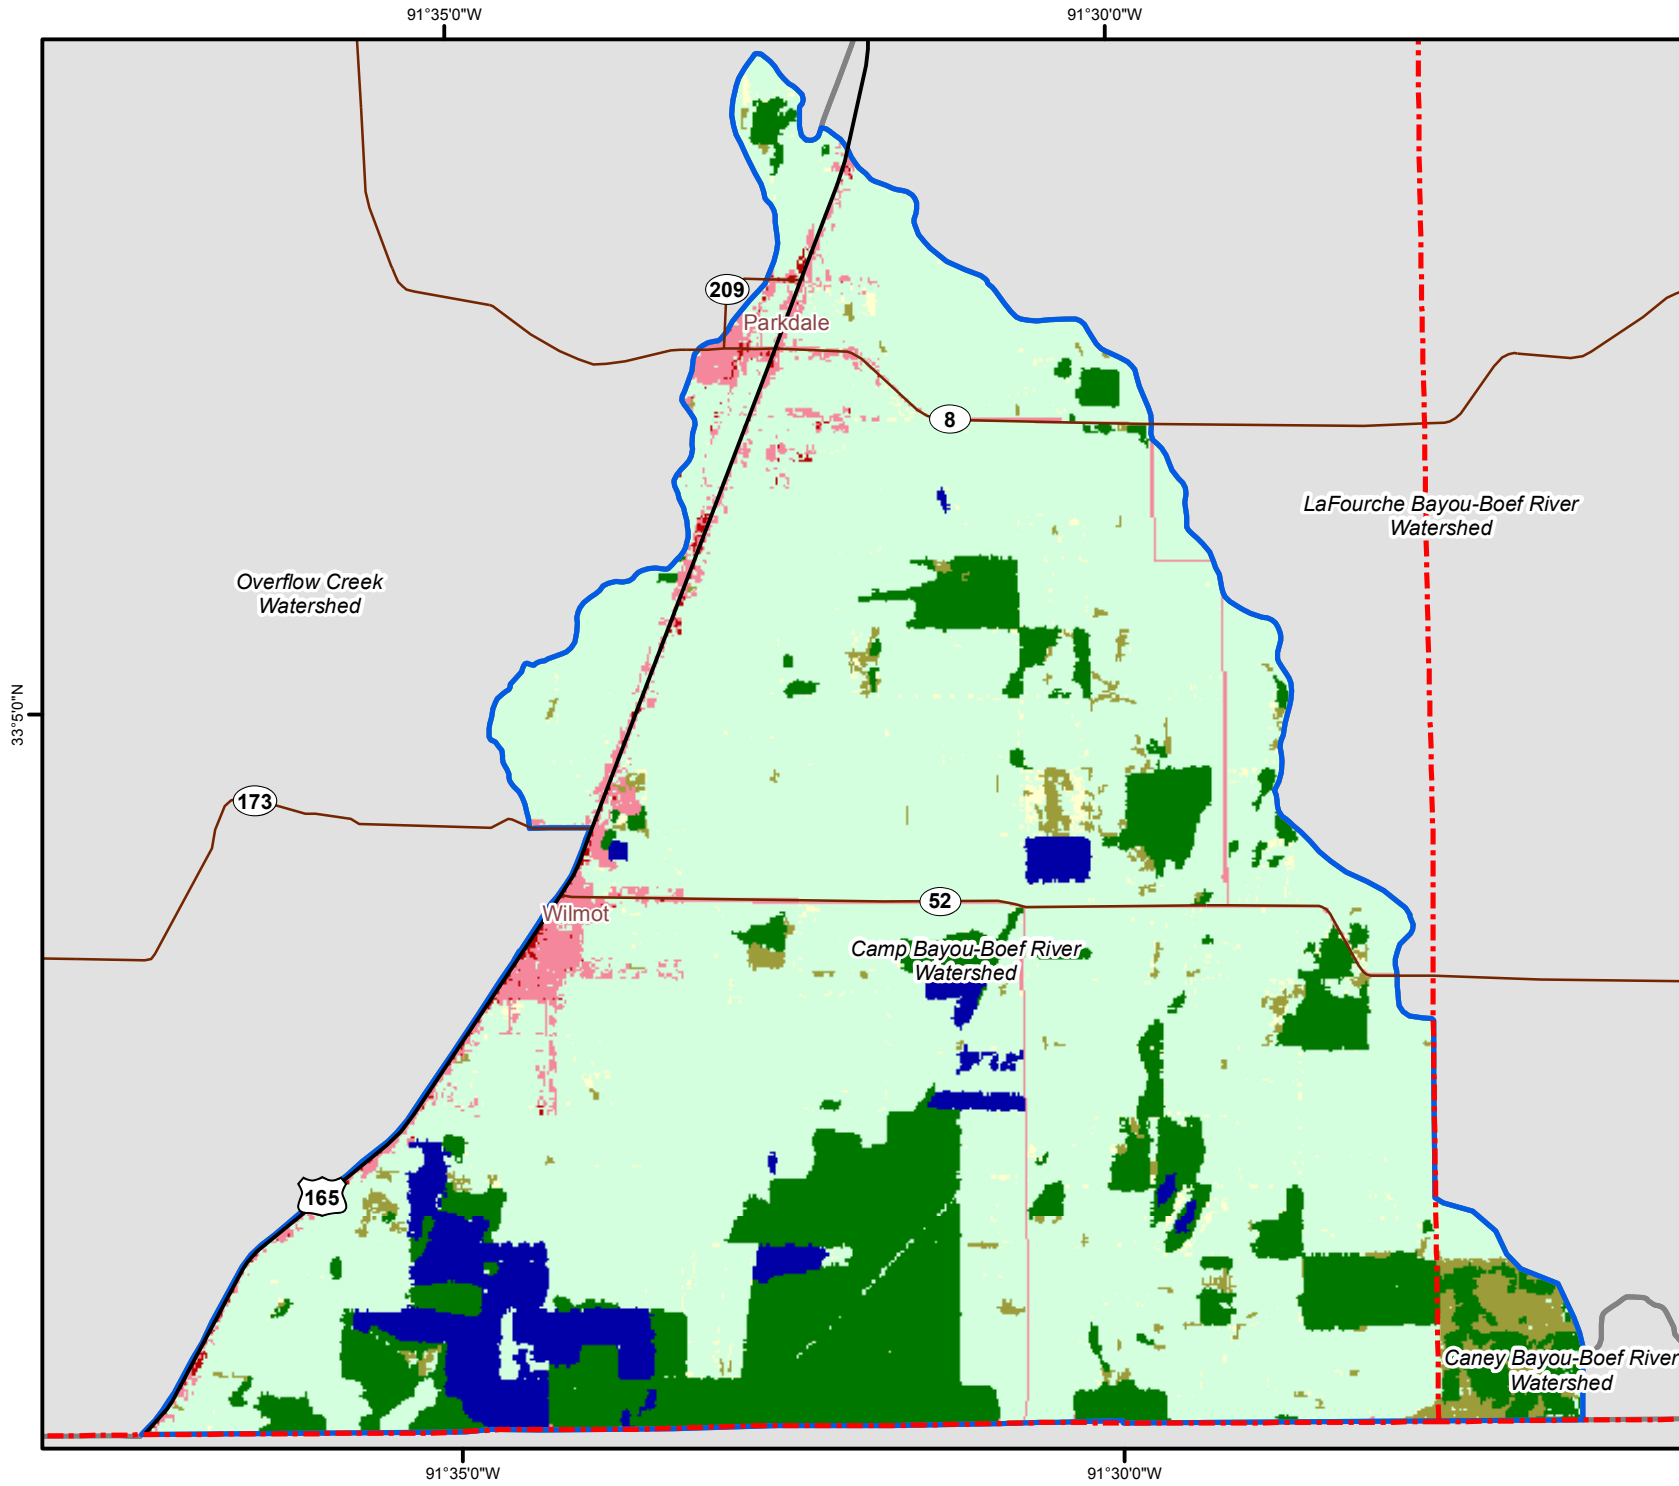 91°35'0"W
91°30'0"W
209
Parkdale
8
LaFourche Bayou-Boef River
Watershed
Overflow Creek
Watershed
33°5'0"N
173
52
Wilmot
Camp Bayou-Boef River
Watershed
165
Caney Bayou-Boef River
Watershed
91°35'0"W
91°30'0"W